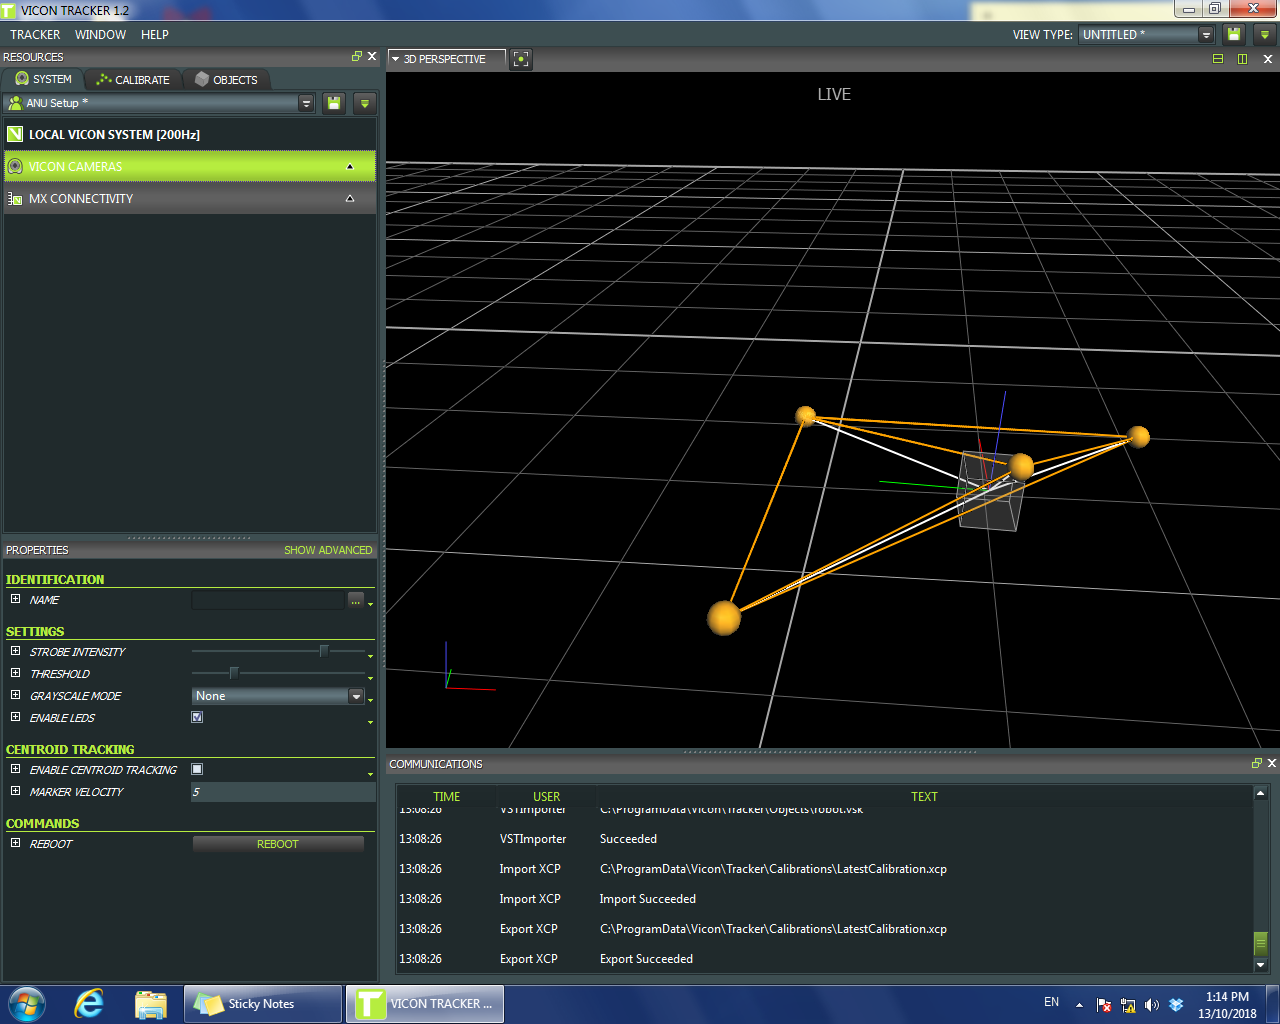 VICON TRACKER 1.2
TRACKER WINDOW HELP
VIEW TYPE: UNTITLED *
RESOURCES
SYSTEM CALIBRATE OBJECTS
ANU Setup *
LOCAL VICON SYSTEM [200Hz]
VICON CAMERAS
MX CONNECTIVITY
PROPERTIES SHOW ADVANCED
IDENTIFICATION
NAME ...
SETTINGS
STROBE INTENSITY
THRESHOLD
GRAYSCALE MODE None
ENABLE LEDS
CENTROID TRACKING
ENABLE CENTROID TRACKING
MARKER VELOCITY 5
COMMANDS
REBOOT REBOOT
3D PERSPECTIVE
LIVE
COMMUNICATIONS
TIME USER TEXT
13:08:26 VSTImporter C:\ProgramData\Vicon\Tracker\Objects\robot.vsk
13:08:26 VSTImporter Succeeded
13:08:26 Import XCP C:\ProgramData\Vicon\Tracker\Calibrations\LatestCalibration.xcp
13:08:26 Import XCP Import Succeeded
13:08:26 Export XCP C:\ProgramData\Vicon\Tracker\Calibrations\LatestCalibration.xcp
13:08:26 Export XCP Export Succeeded
Sticky Notes
VICON TRACKER ...
EN
1:14 PM
13/10/2018